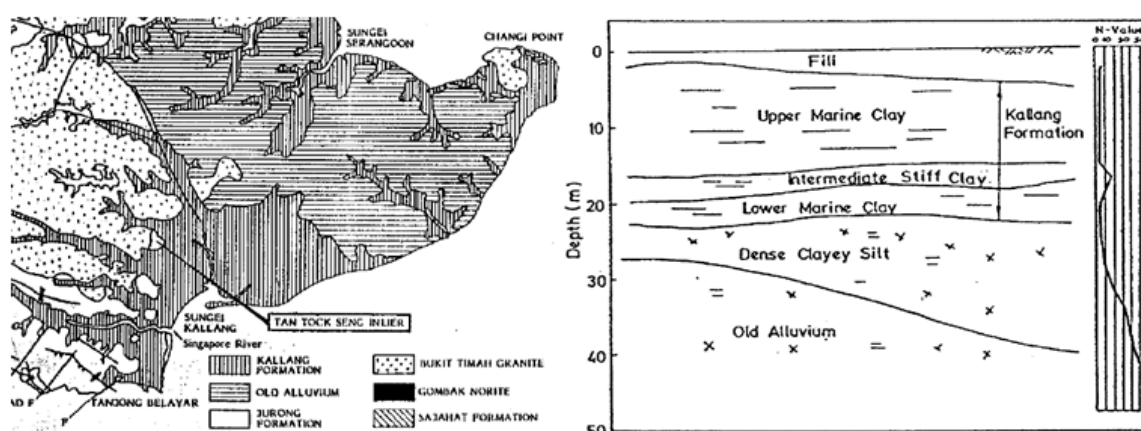 SUNGEI
SERANGOON
CHANGI POINT
SUNGEI
KALLANG
Singapore River
TAN TOCK SENG INLIER
TANJONG BELAYAR
KALLANG
FORMATION
OLD ALLUVIUM
JURONG
FORMATION
BUKIT TIMAH GRANITE
GOMBAK NORITE
SAJAHAT FORMATION
Depth (m)
0
10
20
30
40
50
Fill
Upper Marine Clay
Kallang
Formation
Intermediate Stiff Clay
Lower Marine Clay
Dense Clayey Silt
Old Alluvium
N-Value